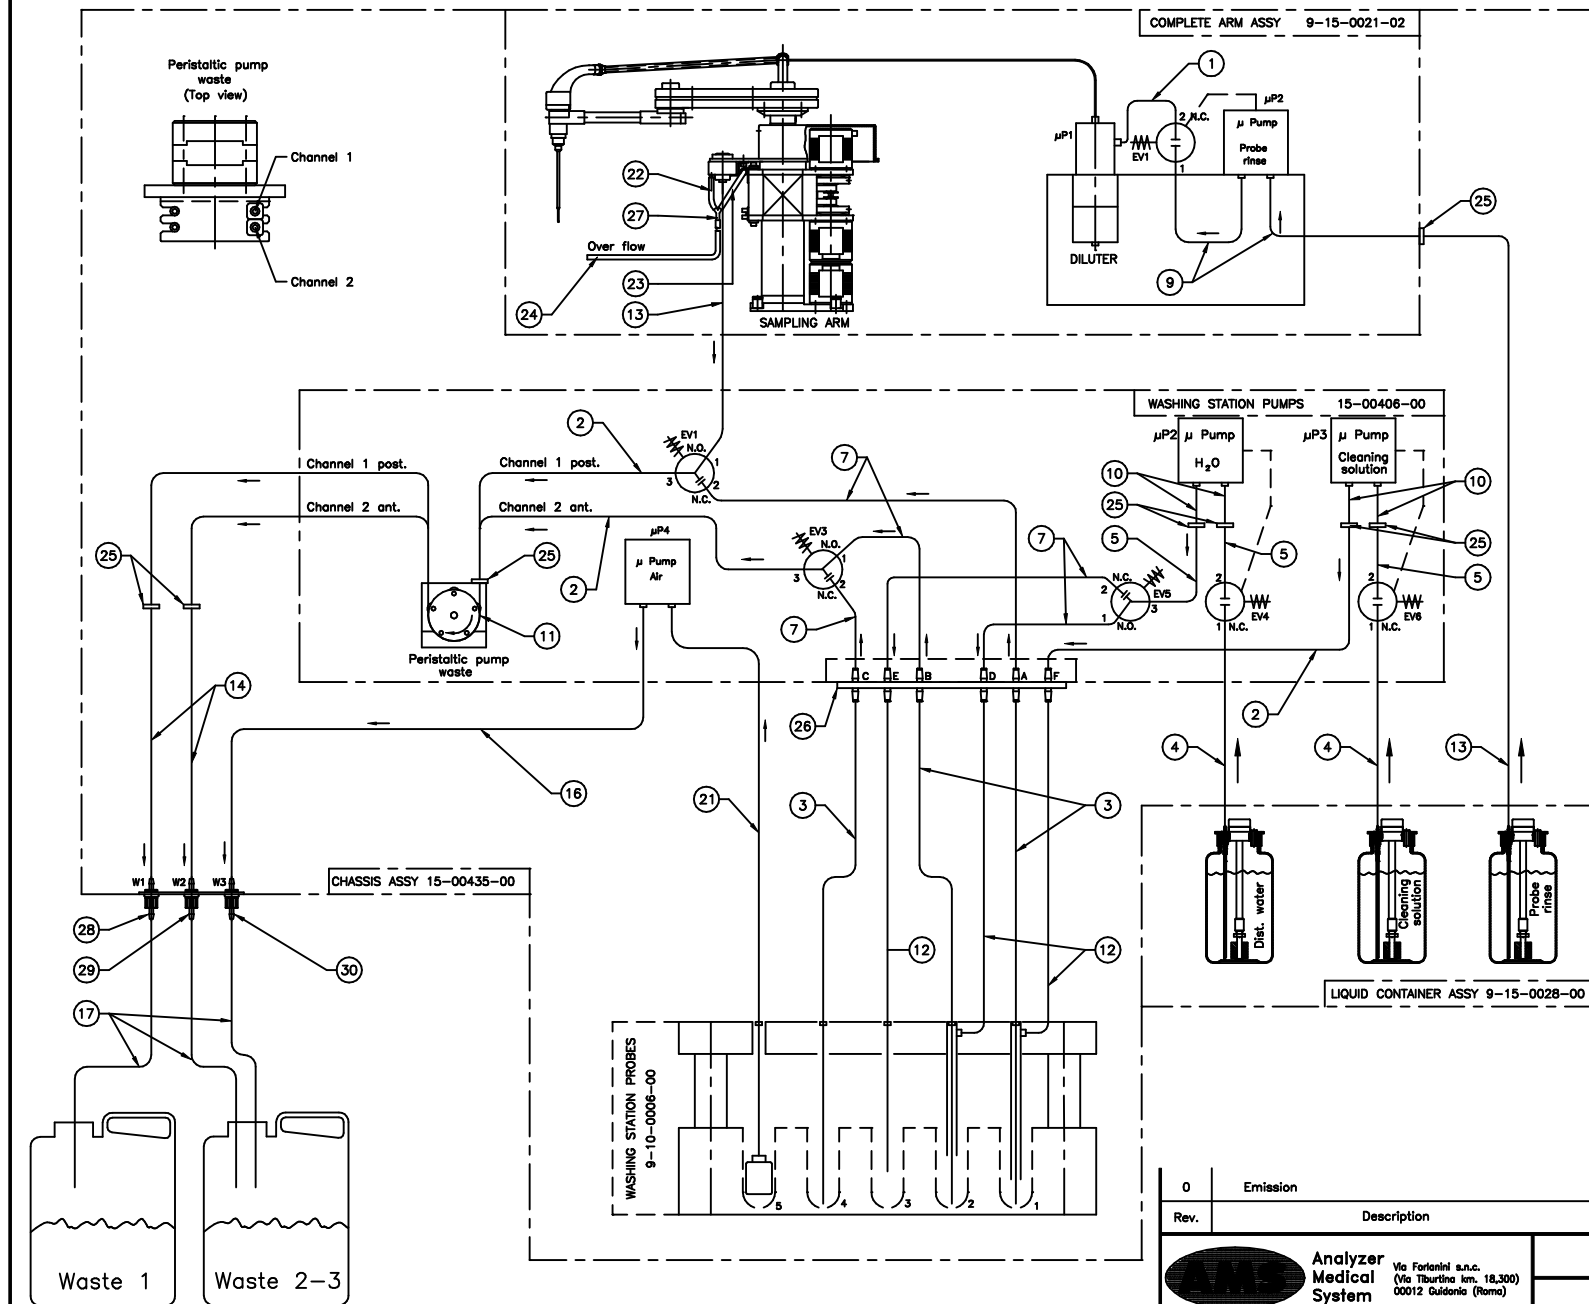 COMPLETE ARM ASSY 9-15-0021-02
Peristaltic pump
waste
(Top view)
Channel 1
Channel 2
1
µP2
2 N.C.
µP1
EV1
1
µ Pump
Probe
rinse
22
27
Over flow
23
24
13
SAMPLING ARM
DILUTER
9
25
WASHING STATION PUMPS 15-00406-00
µP2
µ Pump
H₂O
µP3
µ Pump
Cleaning
solution
2
EV1
N.O.
1
2
3
N.C.
7
10
10
Channel 1 post.
Channel 1 post.
Channel 2 ant.
Channel 2 ant.
25
25
µP4
µ Pump
Air
EV3
N.O.
1
2
3
N.C.
7
5
5
5
25
25
2
11
Peristaltic pump
waste
7
N.C.
2
EV5
3
1
N.O.
2
EV4
1 N.C.
2
EV6
1 N.C.
C
E
B
D
A
F
14
26
2
16
4
4
13
21
3
3
W1
W2
W3
CHASSIS ASSY 15-00435-00
28
29
30
12
12
Dist. water
Cleaning
solution
Probe
rinse
LIQUID CONTAINER ASSY 9-15-0028-00
17
WASHING STATION PROBES
9-10-0006-00
5
4
3
2
1
Waste 1
Waste 2-3
0 Emission
Rev. Description
AMS
Analyzer
Medical
System
Via Forlanini s.n.c.
(Via Tiburtina km. 18,300)
00012 Guidonia (Roma)